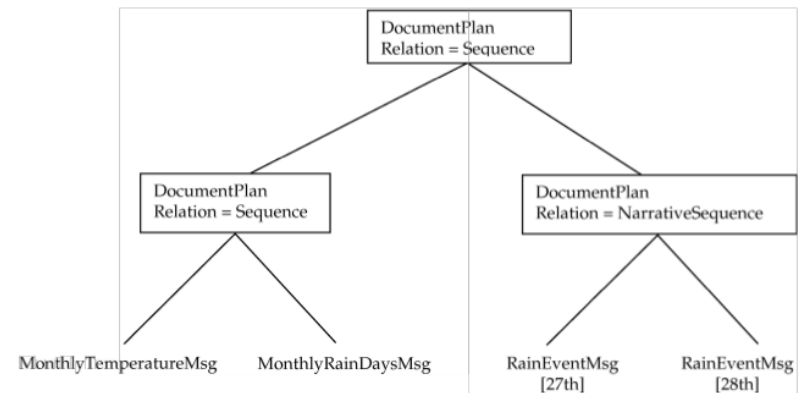 DocumentPlan
Relation = Sequence
DocumentPlan
Relation = Sequence
DocumentPlan
Relation = NarrativeSequence
MonthlyTemperatureMsg
MonthlyRainDaysMsg
RainEventMsg
[27th]
RainEventMsg
[28th]